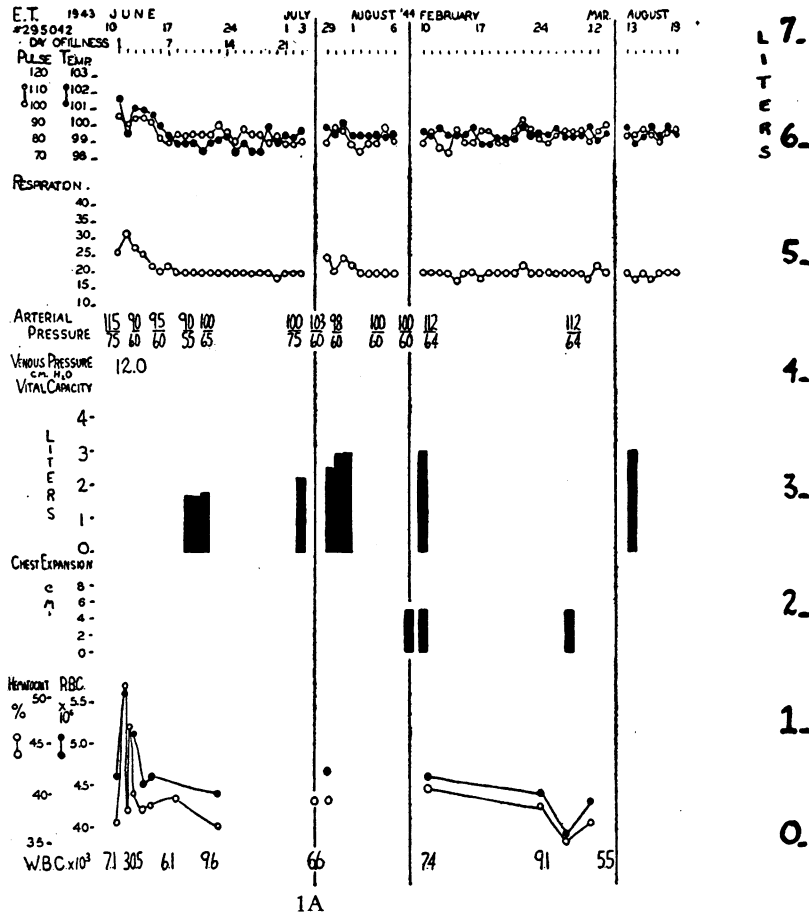 E.T. 1943 JUNE JULY AUGUST '44 FEBRUARY MAR. AUGUST
#295042 10 17 24 1 3 29 1 6 10 17 24 12 13 19
DAY OF ILLNESS 1 7 14 21
PULSE TEMP.
120 103
110 102
100 101
90 100
80 99
70 98
RESPIRATON.
40
35
30
25
20
15
10
ARTERIAL PRESSURE
115/75 90/60 95/60 90/55 100/65 100/75 103/60 98/60 100/60 100/60 112/64 112/64
VENOUS PRESSURE 12.0
CM. H2O
VITAL CAPACITY
LITERS
4
3
2
1
0
CHEST EXPANSION
cm.
8
6
4
2
0
HEMATOCRIT R.B.C.
% x 10⁶
50 5.5
45 5.0
4.5
40
40
35
W.B.C.x10³ 7.1 30.5 6.1 9.6 6.6 7.4 9.1 5.5
1A
LITERS
7
6
5
4
3
2
1
0